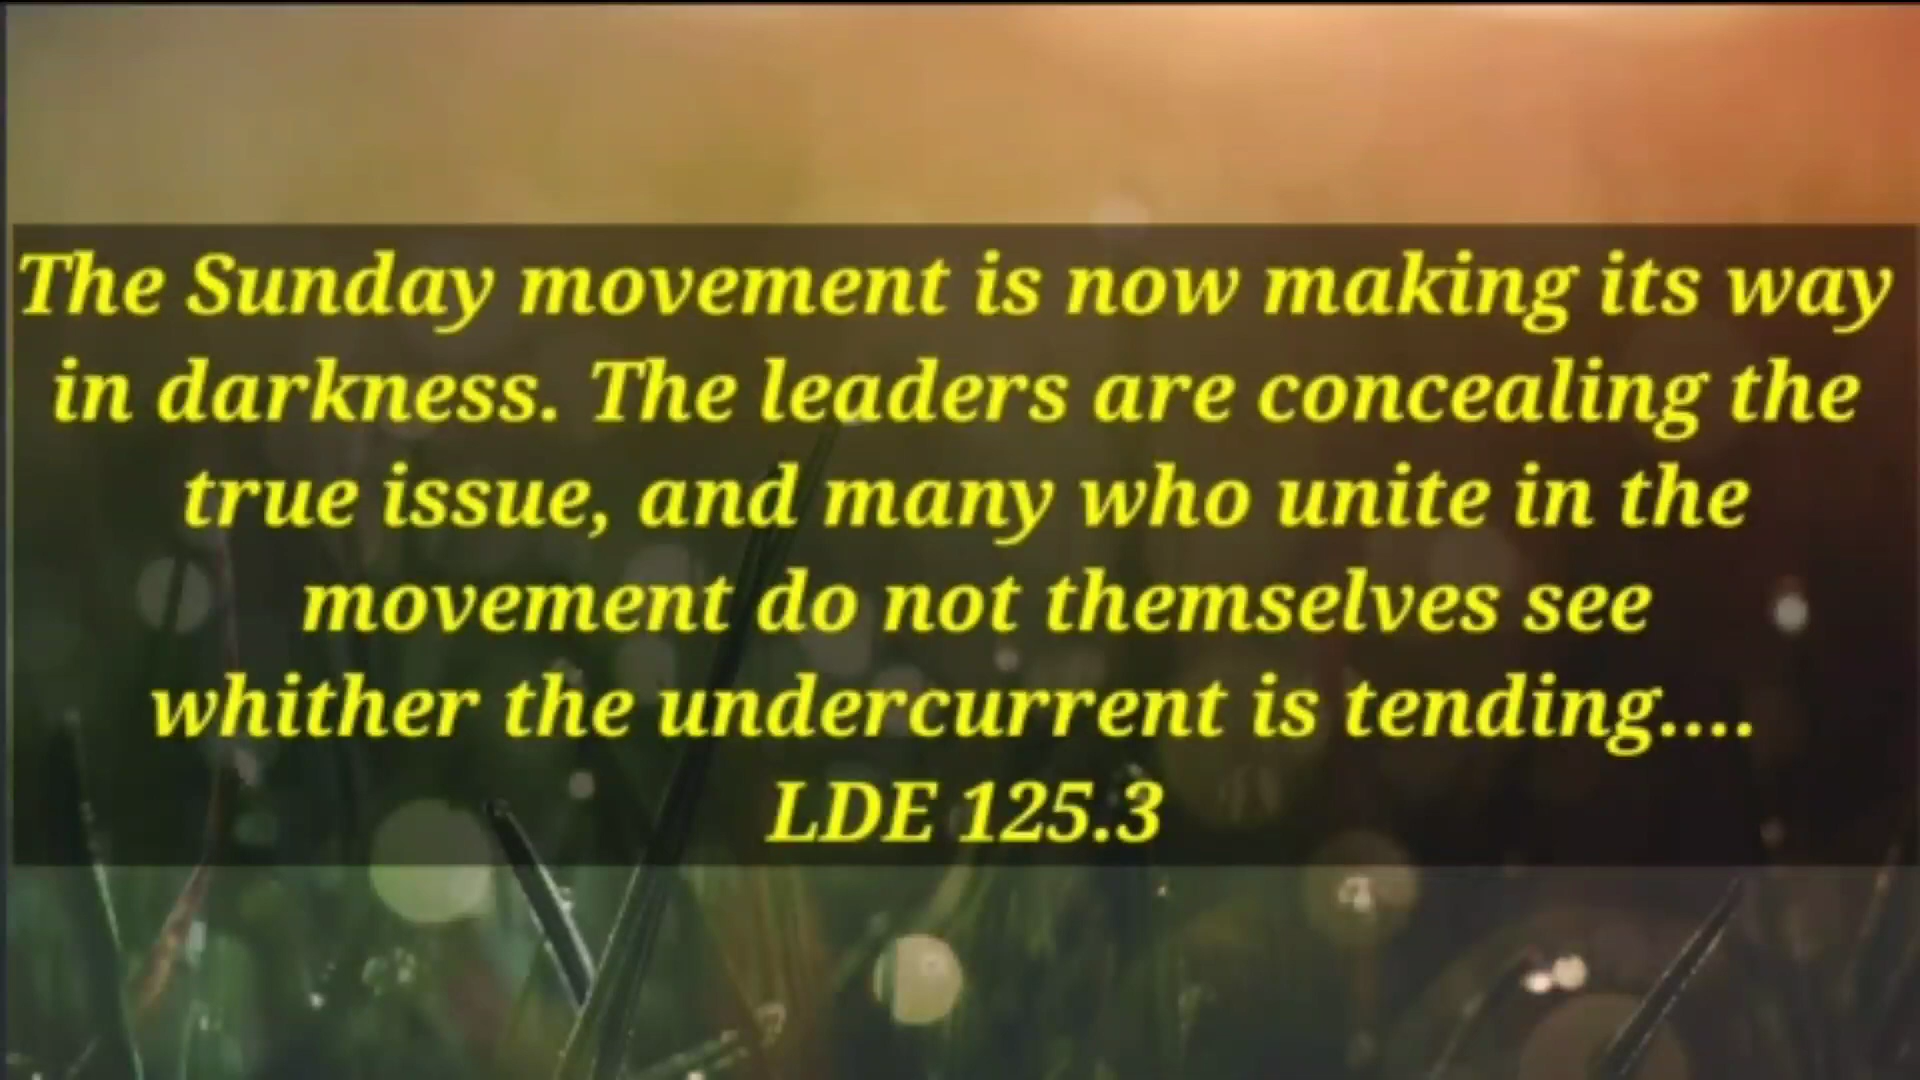 The Sunday movement is now making its way
in darkness. The leaders are concealing the
true issue, and many who unite in the
movement do not themselves see
whither the undercurrent is tending....
LDE 125.3